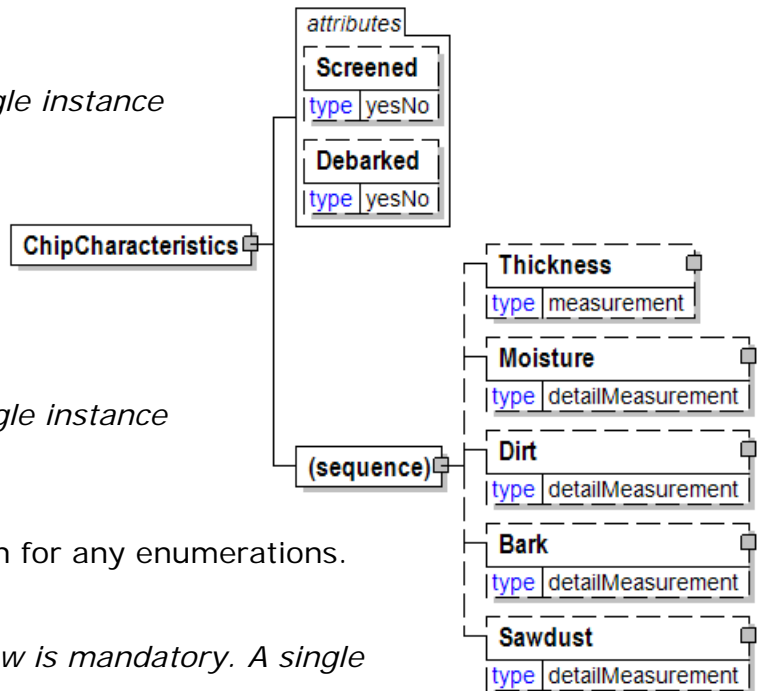 attributes
Screened
type yesNo
Debarked
type yesNo
gle instance
ChipCharacteristics
Thickness
type measurement
Moisture
type detailMeasurement
gle instance
(sequence)
Dirt
type detailMeasurement
Bark
type detailMeasurement
n for any enumerations.
Sawdust
type detailMeasurement
w is mandatory. A single